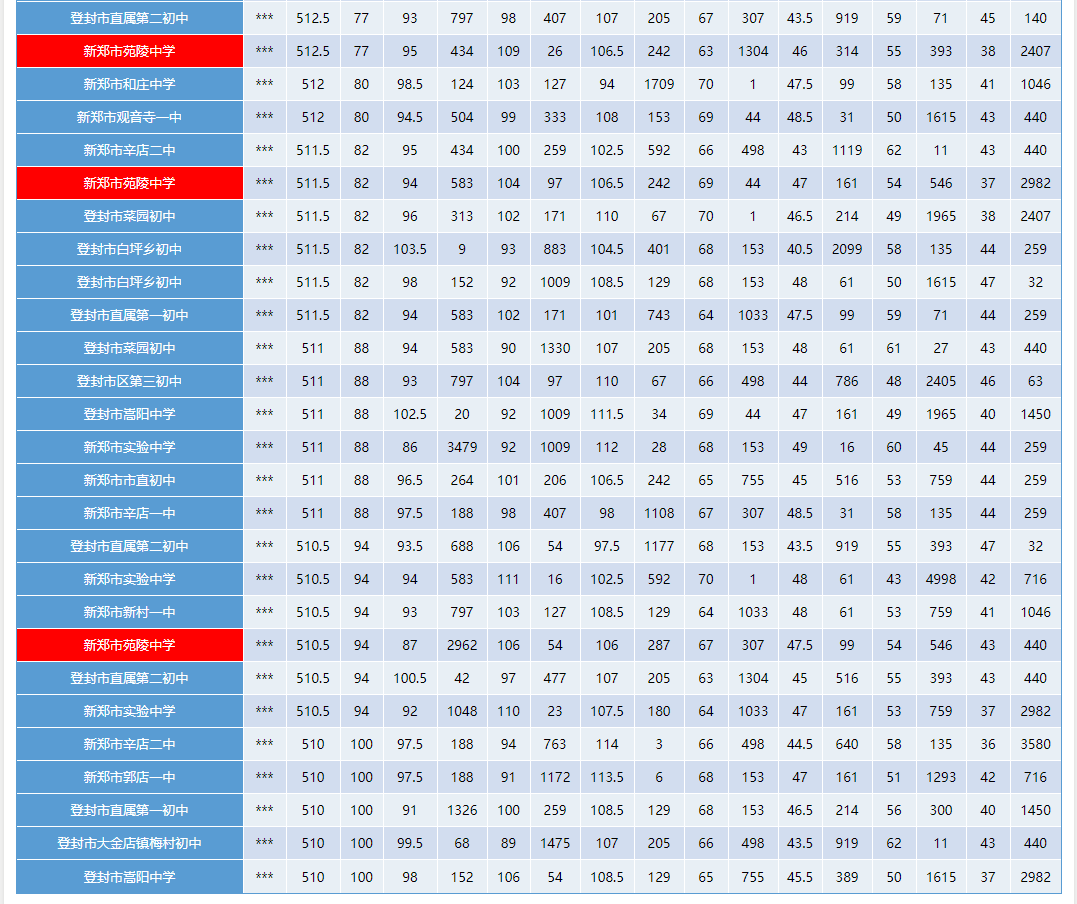 登封市直属第二初中 *** 512.5 77 93 797 98 407 107 205 67 307 43.5 919 59 71 45 140
新郑市苑陵中学 *** 512.5 77 95 434 109 26 106.5 242 63 1304 46 314 55 393 38 2407
新郑市和庄中学 *** 512 80 98.5 124 103 127 94 1709 70 1 47.5 99 58 135 41 1046
新郑市观音寺一中 *** 512 80 94.5 504 99 333 108 153 69 44 48.5 31 50 1615 43 440
新郑市辛店二中 *** 511.5 82 95 434 100 259 102.5 592 66 498 43 1119 62 11 43 440
新郑市苑陵中学 *** 511.5 82 94 583 104 97 106.5 242 69 44 47 161 54 546 37 2982
登封市菜园初中 *** 511.5 82 96 313 102 171 110 67 70 1 46.5 214 49 1965 38 2407
登封市白坪乡初中 *** 511.5 82 103.5 9 93 883 104.5 401 68 153 40.5 2099 58 135 44 259
登封市白坪乡初中 *** 511.5 82 98 152 92 1009 108.5 129 68 153 48 61 50 1615 47 32
登封市直属第一初中 *** 511.5 82 94 583 102 171 101 743 64 1033 47.5 99 59 71 44 259
登封市菜园初中 *** 511 88 94 583 90 1330 107 205 68 153 48 61 61 27 43 440
登封市区第三初中 *** 511 88 93 797 104 97 110 67 66 498 44 786 48 2405 46 63
登封市嵩阳中学 *** 511 88 102.5 20 92 1009 111.5 34 69 44 47 161 49 1965 40 1450
新郑市实验中学 *** 511 88 86 3479 92 1009 112 28 68 153 49 16 60 45 44 259
新郑市市直初中 *** 511 88 96.5 264 101 206 106.5 242 65 755 45 516 53 759 44 259
新郑市辛店一中 *** 511 88 97.5 188 98 407 98 1108 67 307 48.5 31 58 135 44 259
登封市直属第二初中 *** 510.5 94 93.5 688 106 54 97.5 1177 68 153 43.5 919 55 393 47 32
新郑市实验中学 *** 510.5 94 94 583 111 16 102.5 592 70 1 48 61 43 4998 42 716
新郑市新村一中 *** 510.5 94 93 797 103 127 108.5 129 64 1033 48 61 53 759 41 1046
新郑市苑陵中学 *** 510.5 94 87 2962 106 54 106 287 67 307 47.5 99 54 546 43 440
登封市直属第二初中 *** 510.5 94 100.5 42 97 477 107 205 63 1304 45 516 55 393 43 440
新郑市实验中学 *** 510.5 94 92 1048 110 23 107.5 180 64 1033 47 161 53 759 37 2982
新郑市辛店二中 *** 510 100 97.5 188 94 763 114 3 66 498 44.5 640 58 135 36 3580
新郑市郭店一中 *** 510 100 97.5 188 91 1172 113.5 6 68 153 47 161 51 1293 42 716
登封市直属第一初中 *** 510 100 91 1326 100 259 108.5 129 68 153 46.5 214 56 300 40 1450
登封市大金店镇梅村初中 *** 510 100 99.5 68 89 1475 107 205 66 498 43.5 919 62 11 43 440
登封市嵩阳中学 *** 510 100 98 152 106 54 108.5 129 65 755 45.5 389 50 1615 37 2982